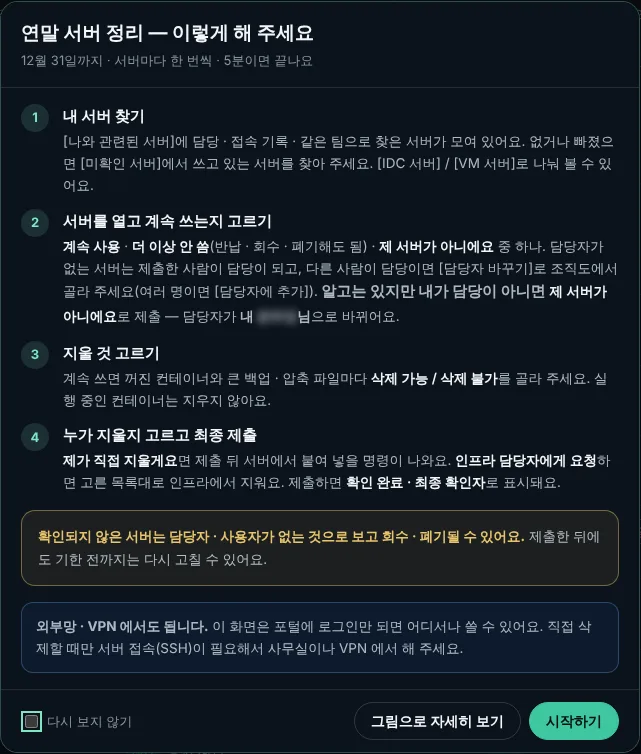 연말 서버 정리 — 이렇게 해 주세요
12월 31일까지 · 서버마다 한 번씩 · 5분이면 끝나요
1
내 서버 찾기
[나와 관련된 서버]에 담당 · 접속 기록 · 같은 팀으로 찾은 서버가 모여 있어요. 없거나 빠졌으
면 [미확인 서버]에서 쓰고 있는 서버를 찾아 주세요. [IDC 서버] / [VM 서버]로 나눠 볼 수 있
어요.
2
서버를 열고 계속 쓰는지 고르기
계속 사용 · 더 이상 안 씀(반납 · 회수 · 폐기해도 됨) · 제 서버가 아니에요 중 하나. 담당자가
없는 서버는 제출한 사람이 담당이 되고, 다른 사람이 담당이면 [담당자 바꾸기]로 조직도에서
골라 주세요(여러 명이면 [담당자에 추가]). 알고는 있지만 내가 담당이 아니면 제 서버가
아니에요로 제출 — 담당자가 내 님으로 바뀌어요.
3
지울 것 고르기
계속 쓰면 꺼진 컨테이너와 큰 백업 · 압축 파일마다 삭제 가능 / 삭제 불가를 골라 주세요. 실
행 중인 컨테이너는 지우지 않아요.
4
누가 지울지 고르고 최종 제출
제가 직접 지울게요면 제출 뒤 서버에서 붙여 넣을 명령이 나와요. 인프라 담당자에게 요청하
면 고른 목록대로 인프라에서 지워요. 제출하면 확인 완료 · 최종 확인자로 표시돼요.
확인되지 않은 서버는 담당자 · 사용자가 없는 것으로 보고 회수 · 폐기될 수 있어요. 제출한 뒤에
도 기한 전까지는 다시 고칠 수 있어요.
외부망 · VPN 에서도 됩니다. 이 화면은 포털에 로그인만 되면 어디서나 쓸 수 있어요. 직접 삭
제할 때만 서버 접속(SSH)이 필요해서 사무실이나 VPN 에서 해 주세요.
다시 보지 않기
그림으로 자세히 보기
시작하기